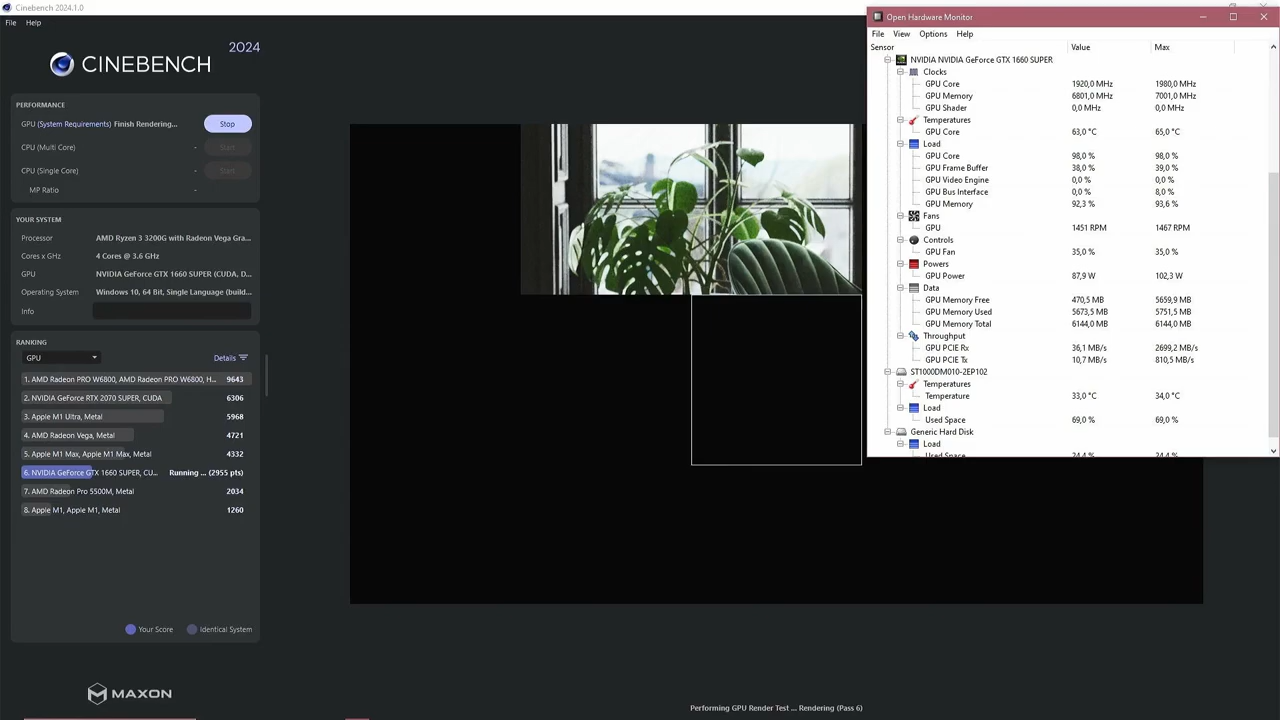 Cinebench 2024.1.0
File Help
CINEBENCH 2024
PERFORMANCE
GPU (System Requirements) Finish Rendering... Stop
CPU (Multi Core) - Start
CPU (Single Core) - Start
MP Ratio -
YOUR SYSTEM
Processor AMD Ryzen 3 3200G with Radeon Vega Gra...
Cores x GHz 4 Cores @ 3.6 GHz
GPU NVIDIA GeForce GTX 1660 SUPER (CUDA, D...
Operating System Windows 10, 64 Bit, Single Language (build...
Info
RANKING
GPU Details
1. AMD Radeon PRO W6800, AMD Radeon PRO W6800, H... 9643
2. NVIDIA GeForce RTX 2070 SUPER, CUDA 6306
3. Apple M1 Ultra, Metal 5968
4. AMD Radeon Vega, Metal 4721
5. Apple M1 Max, Apple M1 Max, Metal 4332
6. NVIDIA GeForce GTX 1660 SUPER, CU... Running ... (2955 pts)
7. AMD Radeon Pro 5500M, Metal 2034
8. Apple M1, Apple M1, Metal 1260
Your Score Identical System
MAXON
Performing GPU Render Test ... Rendering (Pass 6)
Open Hardware Monitor
File View Options Help
Sensor Value Max
NVIDIA NVIDIA GeForce GTX 1660 SUPER
Clocks
GPU Core 1920,0 MHz 1980,0 MHz
GPU Memory 6801,0 MHz 7001,0 MHz
GPU Shader 0,0 MHz 0,0 MHz
Temperatures
GPU Core 63,0 °C 65,0 °C
Load
GPU Core 98,0 % 98,0 %
GPU Frame Buffer 38,0 % 39,0 %
GPU Video Engine 0,0 % 0,0 %
GPU Bus Interface 0,0 % 8,0 %
GPU Memory 92,3 % 93,6 %
Fans
GPU 1451 RPM 1467 RPM
Controls
GPU Fan 35,0 % 35,0 %
Powers
GPU Power 87,9 W 102,3 W
Data
GPU Memory Free 470,5 MB 5659,9 MB
GPU Memory Used 5673,5 MB 5751,5 MB
GPU Memory Total 6144,0 MB 6144,0 MB
Throughput
GPU PCIE Rx 36,1 MB/s 2699,2 MB/s
GPU PCIE Tx 10,7 MB/s 810,5 MB/s
ST1000DM010-2EP102
Temperatures
Temperature 33,0 °C 34,0 °C
Load
Used Space 69,0 % 69,0 %
Generic Hard Disk
Load
Used Space 24,4 % 24,4 %